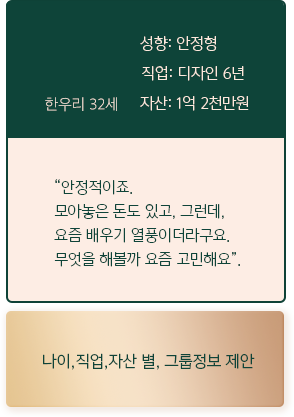 성향: 안정형
직업: 디자인 6년
한우리 32세 자산: 1억 2천만원
“안정적이죠.
모아놓은 돈도 있고, 그런데,
요즘 배우기 열풍이더라구요.
무엇을 해볼까 요즘 고민해요”.
나이,직업,자산 별, 그룹정보 제안